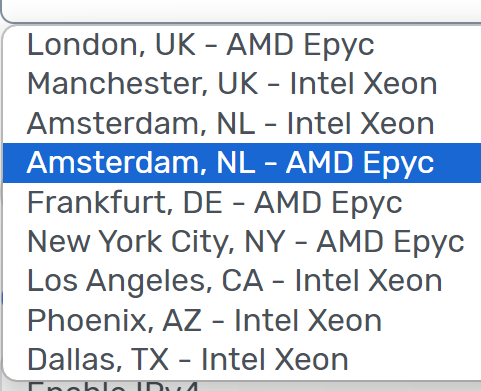 London, UK - AMD Epyc
Manchester, UK - Intel Xeon
Amsterdam, NL - Intel Xeon
Amsterdam, NL - AMD Epyc
Frankfurt, DE - AMD Epyc
New York City, NY - AMD Epyc
Los Angeles, CA - Intel Xeon
Phoenix, AZ - Intel Xeon
Dallas, TX - Intel Xeon
Enable IPv4